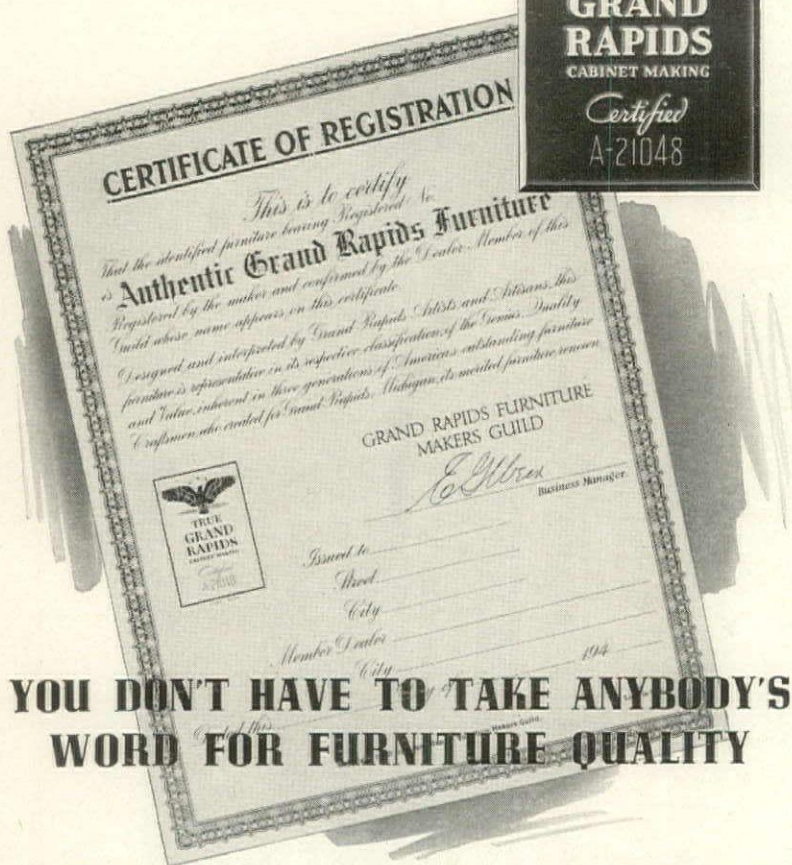 GRAND
RAPIDS
CABINET MAKING
Certified
A-21048
CERTIFICATE OF REGISTRATION
This is to certify
That the identified furniture bearing Registered No.
is Authentic Grand Rapids Furniture
Registered by the maker and confirmed by the Dealer Member of this
Guild whose name appears on this certificate.
Designed and interpreted by Grand Rapids Artists and Artisans, this
furniture is representative in its respective classification, of the Genius, Quality
and Value, inherent in three generations of America's outstanding furniture
Craftsmen who created for Grand Rapids, Michigan, its merited furniture renown
GRAND RAPIDS FURNITURE
MAKERS GUILD
Business Manager.
TRUE
GRAND
RAPIDS
CABINET MAKING
Certified
A-21048
Issued to
Street
City
Member Dealer
City
194
YOU DON'T HAVE TO TAKE ANYBODY'S
WORD FOR FURNITURE QUALITY